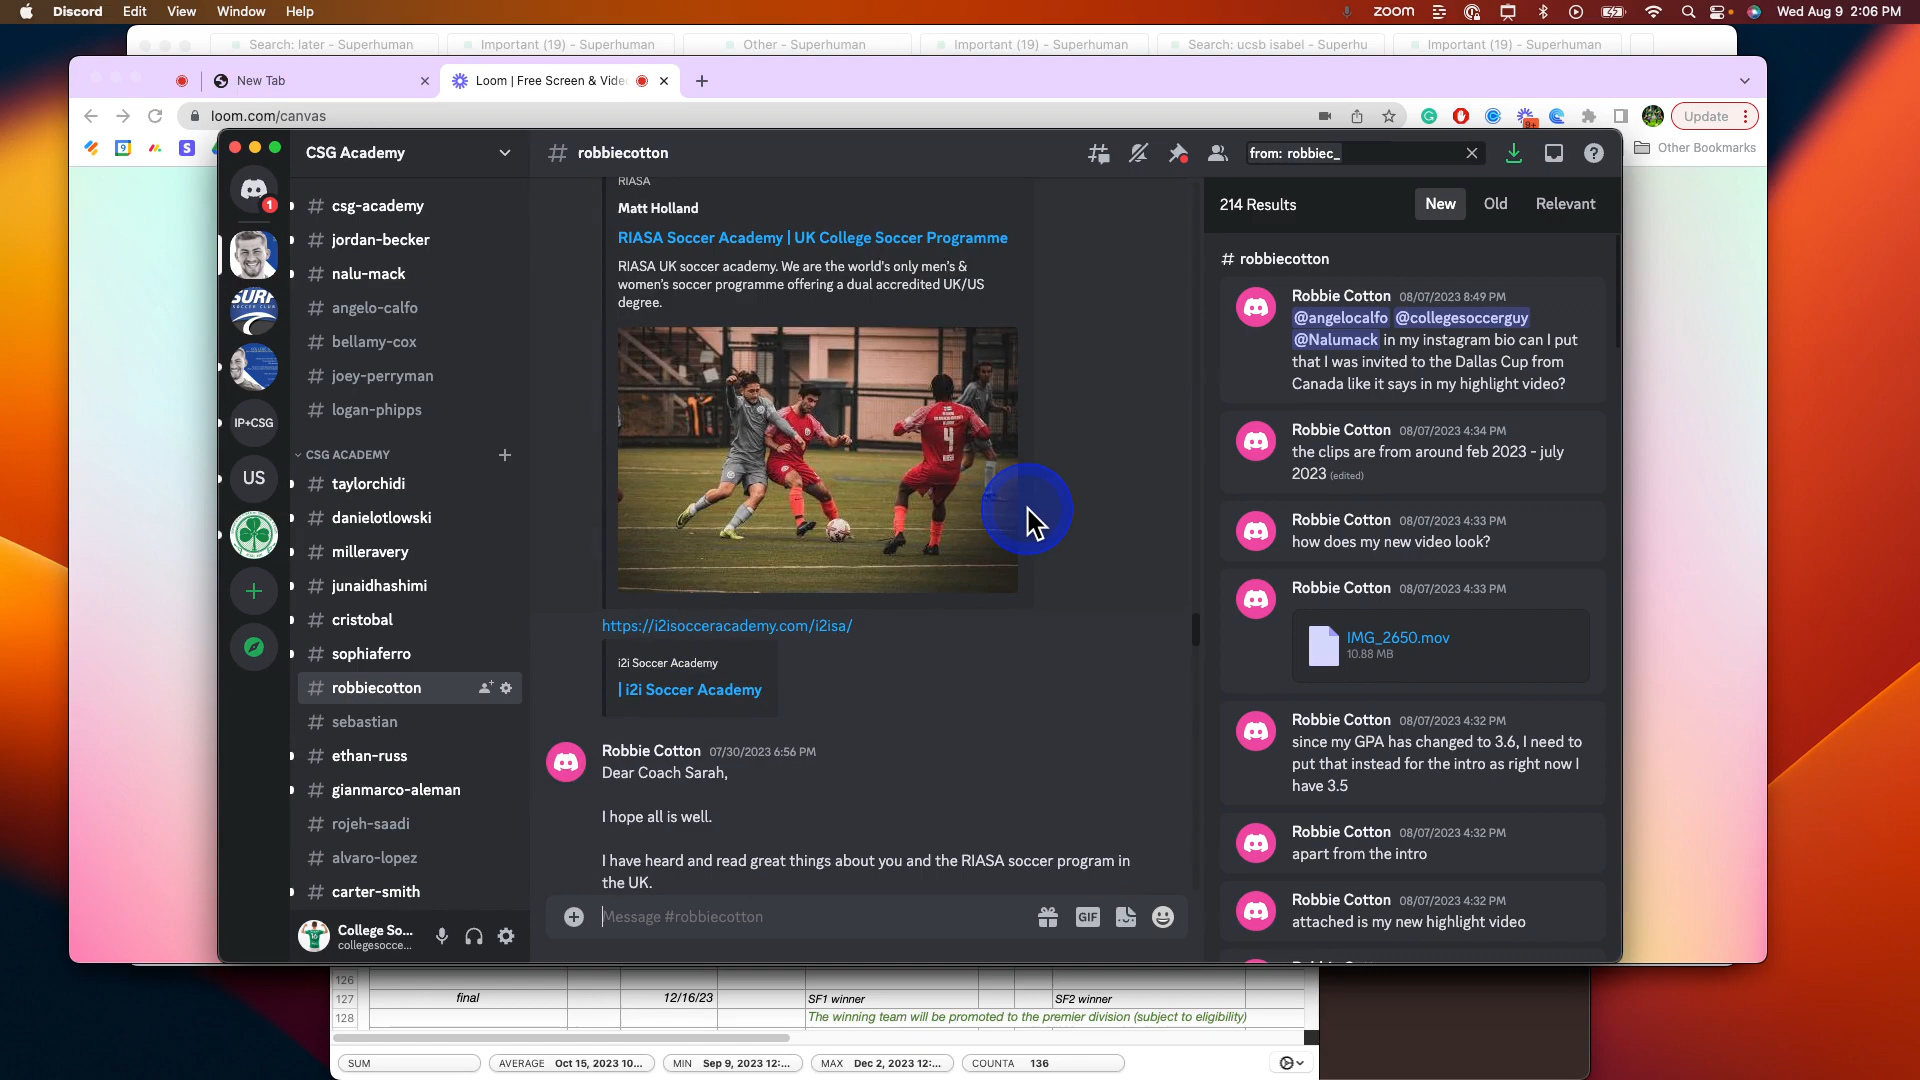 Discord Edit View Window Help zoom Wed Aug 9 2:06 PM
Search: later - Superhuman Important (19) - Superhuman Other - Superhuman Important (19) - Superhuman Search: ucsb isabel - Superhu Important (19) - Superhuman
New Tab Loom | Free Screen & Vide
loom.com/canvas 9+ Update
9 S Other Bookmarks
CSG Academy robbiecotton from: robbiec_
1
SURF
SOCCER CLUB
IP+CSG
US
# csg-academy
# jordan-becker
# nalu-mack
# angelo-calfo
# bellamy-cox
# joey-perryman
# logan-phipps
CSG ACADEMY
# taylorchidi
# danielotlowski
# milleravery
# junaidhashimi
# cristobal
# sophiaferro
# robbiecotton
# sebastian
# ethan-russ
# gianmarco-aleman
# rojeh-saadi
# alvaro-lopez
# carter-smith
College So...
collegesocce...
RIASA
Matt Holland
RIASA Soccer Academy | UK College Soccer Programme
RIASA UK soccer academy. We are the world's only men's &
women's soccer programme offering a dual accredited UK/US
degree.
4
https://i2isocceracademy.com/i2isa/
i2i Soccer Academy
| i2i Soccer Academy
Robbie Cotton 07/30/2023 6:56 PM
Dear Coach Sarah,
I hope all is well.
I have heard and read great things about you and the RIASA soccer program in
the UK.
Message #robbiecotton
GIF
214 Results New Old Relevant
# robbiecotton
Robbie Cotton 08/07/2023 8:49 PM
@angelocalfo @collegesoccerguy
@Nalumack in my instagram bio can I put
that I was invited to the Dallas Cup from
Canada like it says in my highlight video?
Robbie Cotton 08/07/2023 4:34 PM
the clips are from around feb 2023 - july
2023 (edited)
Robbie Cotton 08/07/2023 4:33 PM
how does my new video look?
Robbie Cotton 08/07/2023 4:33 PM
IMG_2650.mov
10.88 MB
Robbie Cotton 08/07/2023 4:32 PM
since my GPA has changed to 3.6, I need to
put that instead for the intro as right now I
have 3.5
Robbie Cotton 08/07/2023 4:32 PM
apart from the intro
Robbie Cotton 08/07/2023 4:32 PM
attached is my new highlight video
126
127 final 12/16/23 SF1 winner SF2 winner
128 The winning team will be promoted to the premier division (subject to eligibility)
SUM AVERAGE Oct 15, 2023 10... MIN Sep 9, 2023 12:... MAX Dec 2, 2023 12:... COUNTA 136